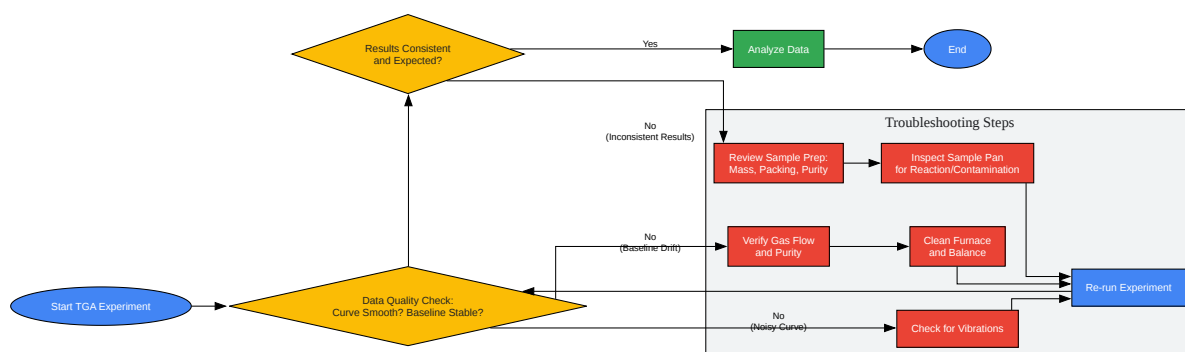 Results Consistent
and Expected?
Yes
Analyze Data
End
Troubleshooting Steps
No
(Inconsistent Results)
Review Sample Prep:
Mass, Packing, Purity
Inspect Sample Pan
for Reaction/Contamination
No
(Baseline Drift)
Verify Gas Flow
and Purity
Clean Furnace
and Balance
Start TGA Experiment
Data Quality Check:
Curve Smooth? Baseline Stable?
Re-run Experiment
No
(Noisy Curve)
Check for Vibrations